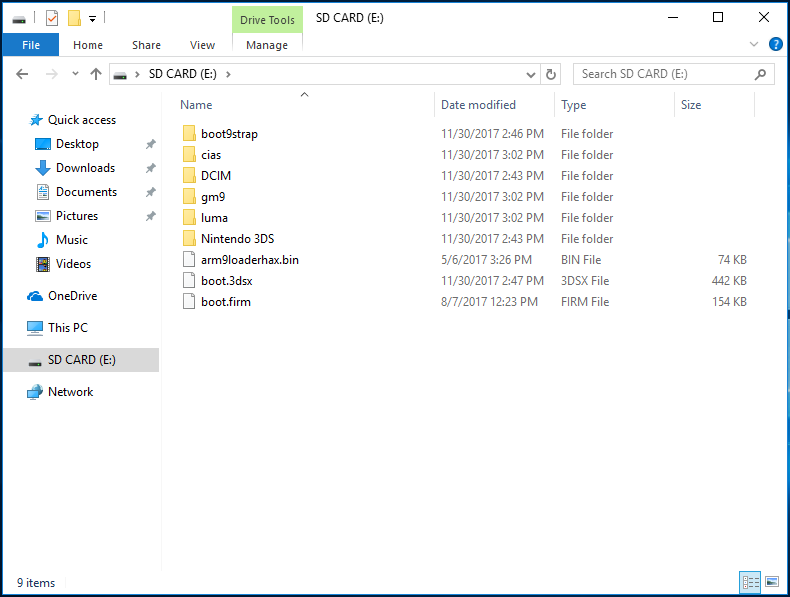 Drive Tools SD CARD (E:)
File Home Share View Manage
SD CARD (E:) Search SD CARD (E:)
Name Date modified Type Size
Quick access
Desktop
Downloads
Documents
Pictures
Music
Videos
OneDrive
This PC
SD CARD (E:)
Network
boot9strap 11/30/2017 2:46 PM File folder
cias 11/30/2017 3:02 PM File folder
DCIM 11/30/2017 2:43 PM File folder
gm9 11/30/2017 3:02 PM File folder
luma 11/30/2017 3:02 PM File folder
Nintendo 3DS 11/30/2017 2:43 PM File folder
arm9loaderhax.bin 5/6/2017 3:26 PM BIN File 74 KB
boot.3dsx 11/30/2017 2:47 PM 3DSX File 442 KB
boot.firm 8/7/2017 12:23 PM FIRM File 154 KB
9 items